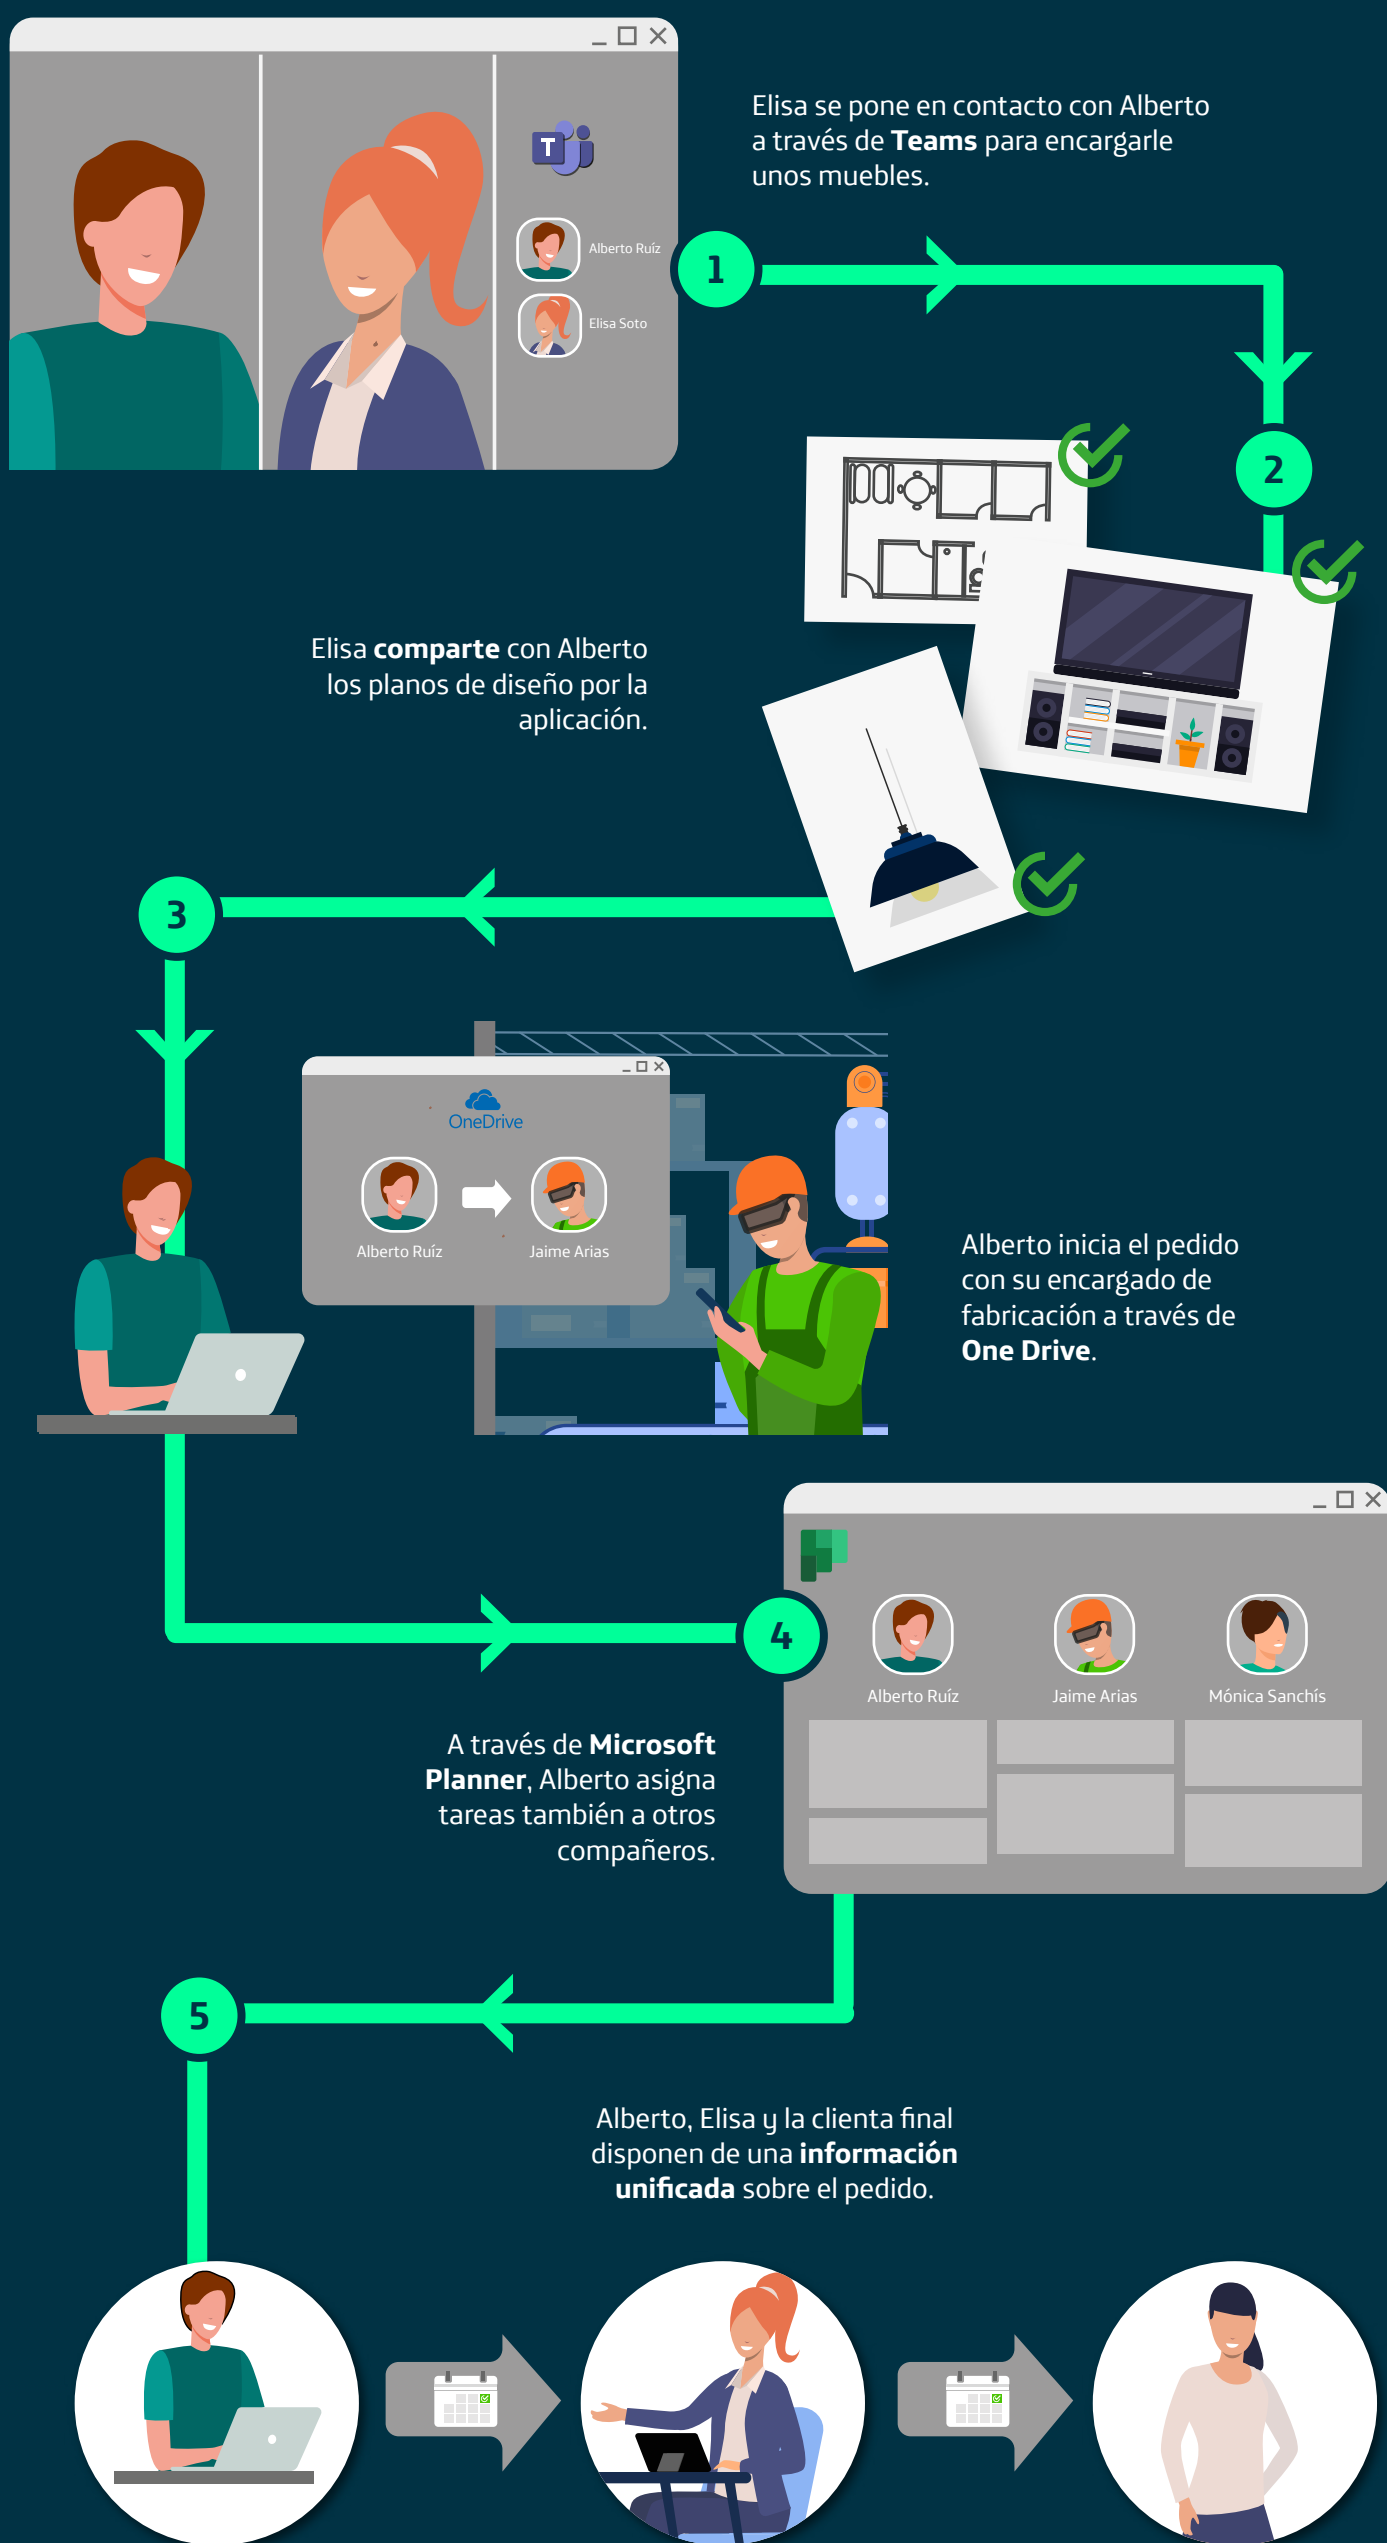 T
Alberto Ruíz
Elisa Soto
Elisa se pone en contacto con Alberto
a través de Teams para encargarle
unos muebles.
1
2
Elisa comparte con Alberto
los planos de diseño por la
aplicación.
3
OneDrive
Alberto Ruíz
Jaime Arias
Alberto inicia el pedido
con su encargado de
fabricación a través de
One Drive.
4
Alberto Ruíz
Jaime Arias
Mónica Sanchís
A través de Microsoft
Planner, Alberto asigna
tareas también a otros
compañeros.
5
Alberto, Elisa y la clienta final
disponen de una información
unificada sobre el pedido.